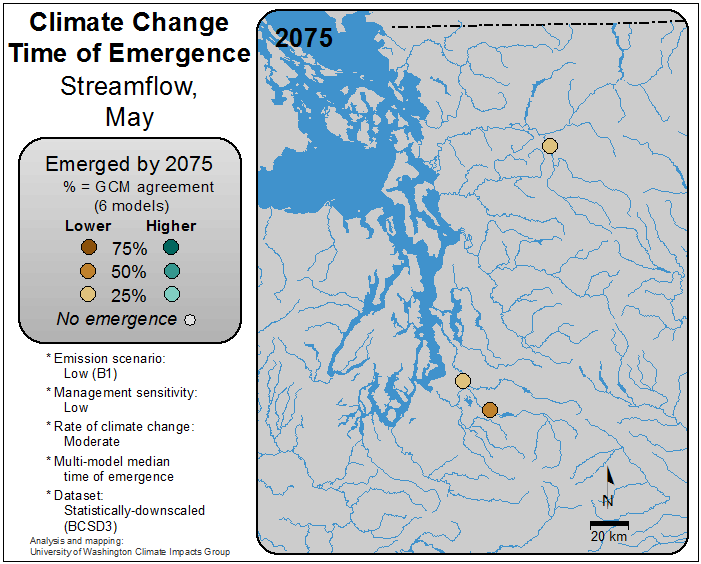 Climate Change
Time of Emergence
Streamflow,
May
Emerged by 2075
% = GCM agreement
(6 models)
Lower Higher
75%
50%
25%
No emergence
* Emission scenario:
Low (B1)
* Management sensitivity:
Low
* Rate of climate change:
Moderate
* Multi-model median
time of emergence
* Dataset:
Statistically-downscaled
(BCSD3)
Analysis and mapping:
University of Washington Climate Impacts Group
2075
N
20 km